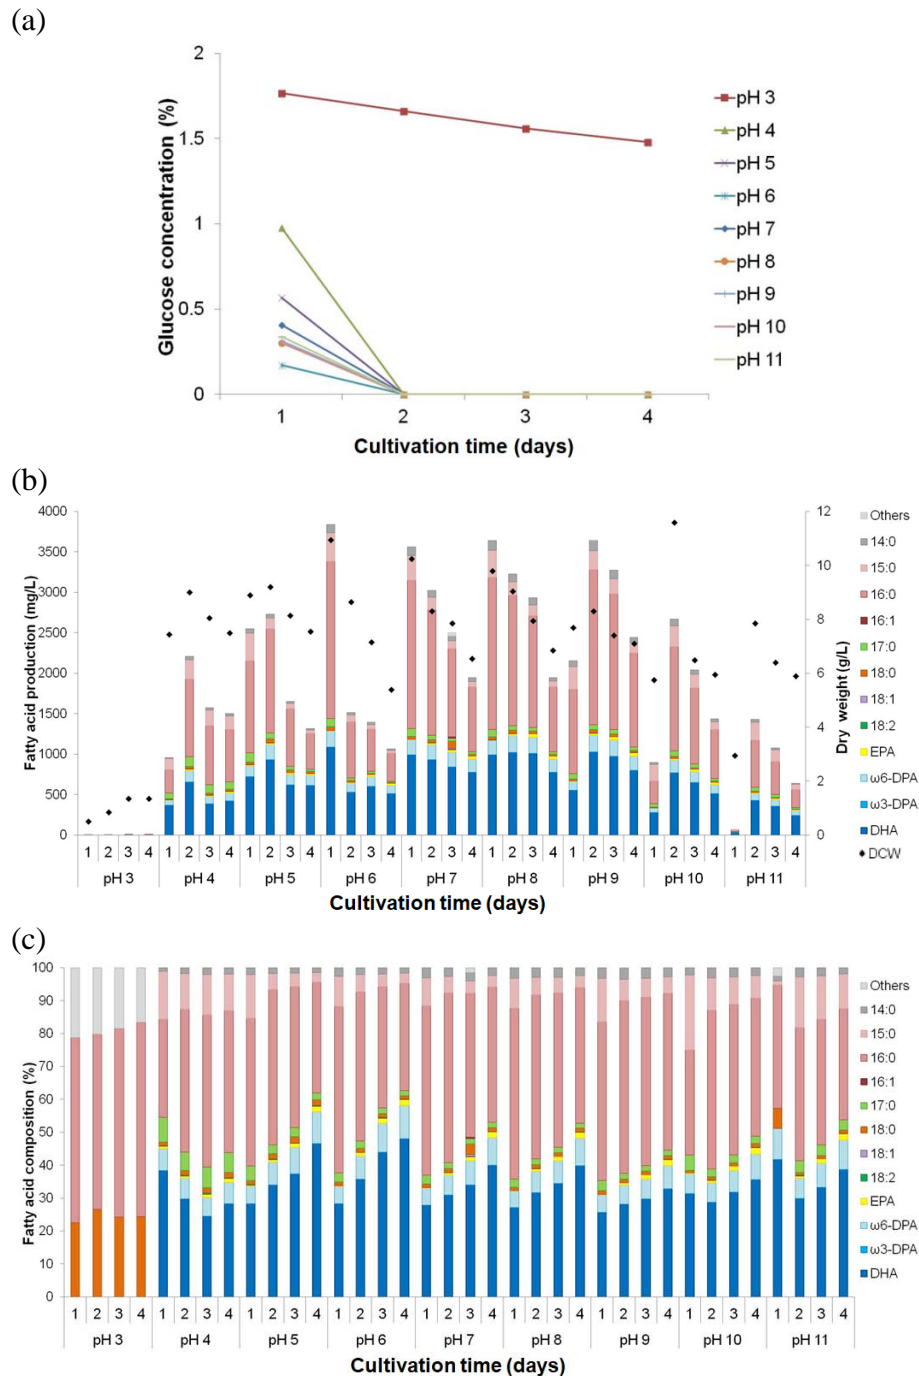 (a)
Glucose concentration (%)
2
1.5
1
0.5
0
1 2 3 4
Cultivation time (days)
pH 3
pH 4
pH 5
pH 6
pH 7
pH 8
pH 9
pH 10
pH 11
(b)
Fatty acid production (mg/L)
4000
3500
3000
2500
2000
1500
1000
500
0
12
10
8
6
4
2
0
Dry weight (g/L)
1 2 3 4 1 2 3 4 1 2 3 4 1 2 3 4 1 2 3 4 1 2 3 4 1 2 3 4 1 2 3 4 1 2 3 4
pH 3 pH 4 pH 5 pH 6 pH 7 pH 8 pH 9 pH 10 pH 11
Cultivation time (days)
Others
14:0
15:0
16:0
16:1
17:0
18:0
18:1
18:2
EPA
ω6-DPA
ω3-DPA
DHA
DCW
(c)
Fatty acid composition (%)
100
90
80
70
60
50
40
30
20
10
0
1 2 3 4 1 2 3 4 1 2 3 4 1 2 3 4 1 2 3 4 1 2 3 4 1 2 3 4 1 2 3 4 1 2 3 4
pH 3 pH 4 pH 5 pH 6 pH 7 pH 8 pH 9 pH 10 pH 11
Cultivation time (days)
Others
14:0
15:0
16:0
16:1
17:0
18:0
18:1
18:2
EPA
ω6-DPA
ω3-DPA
DHA